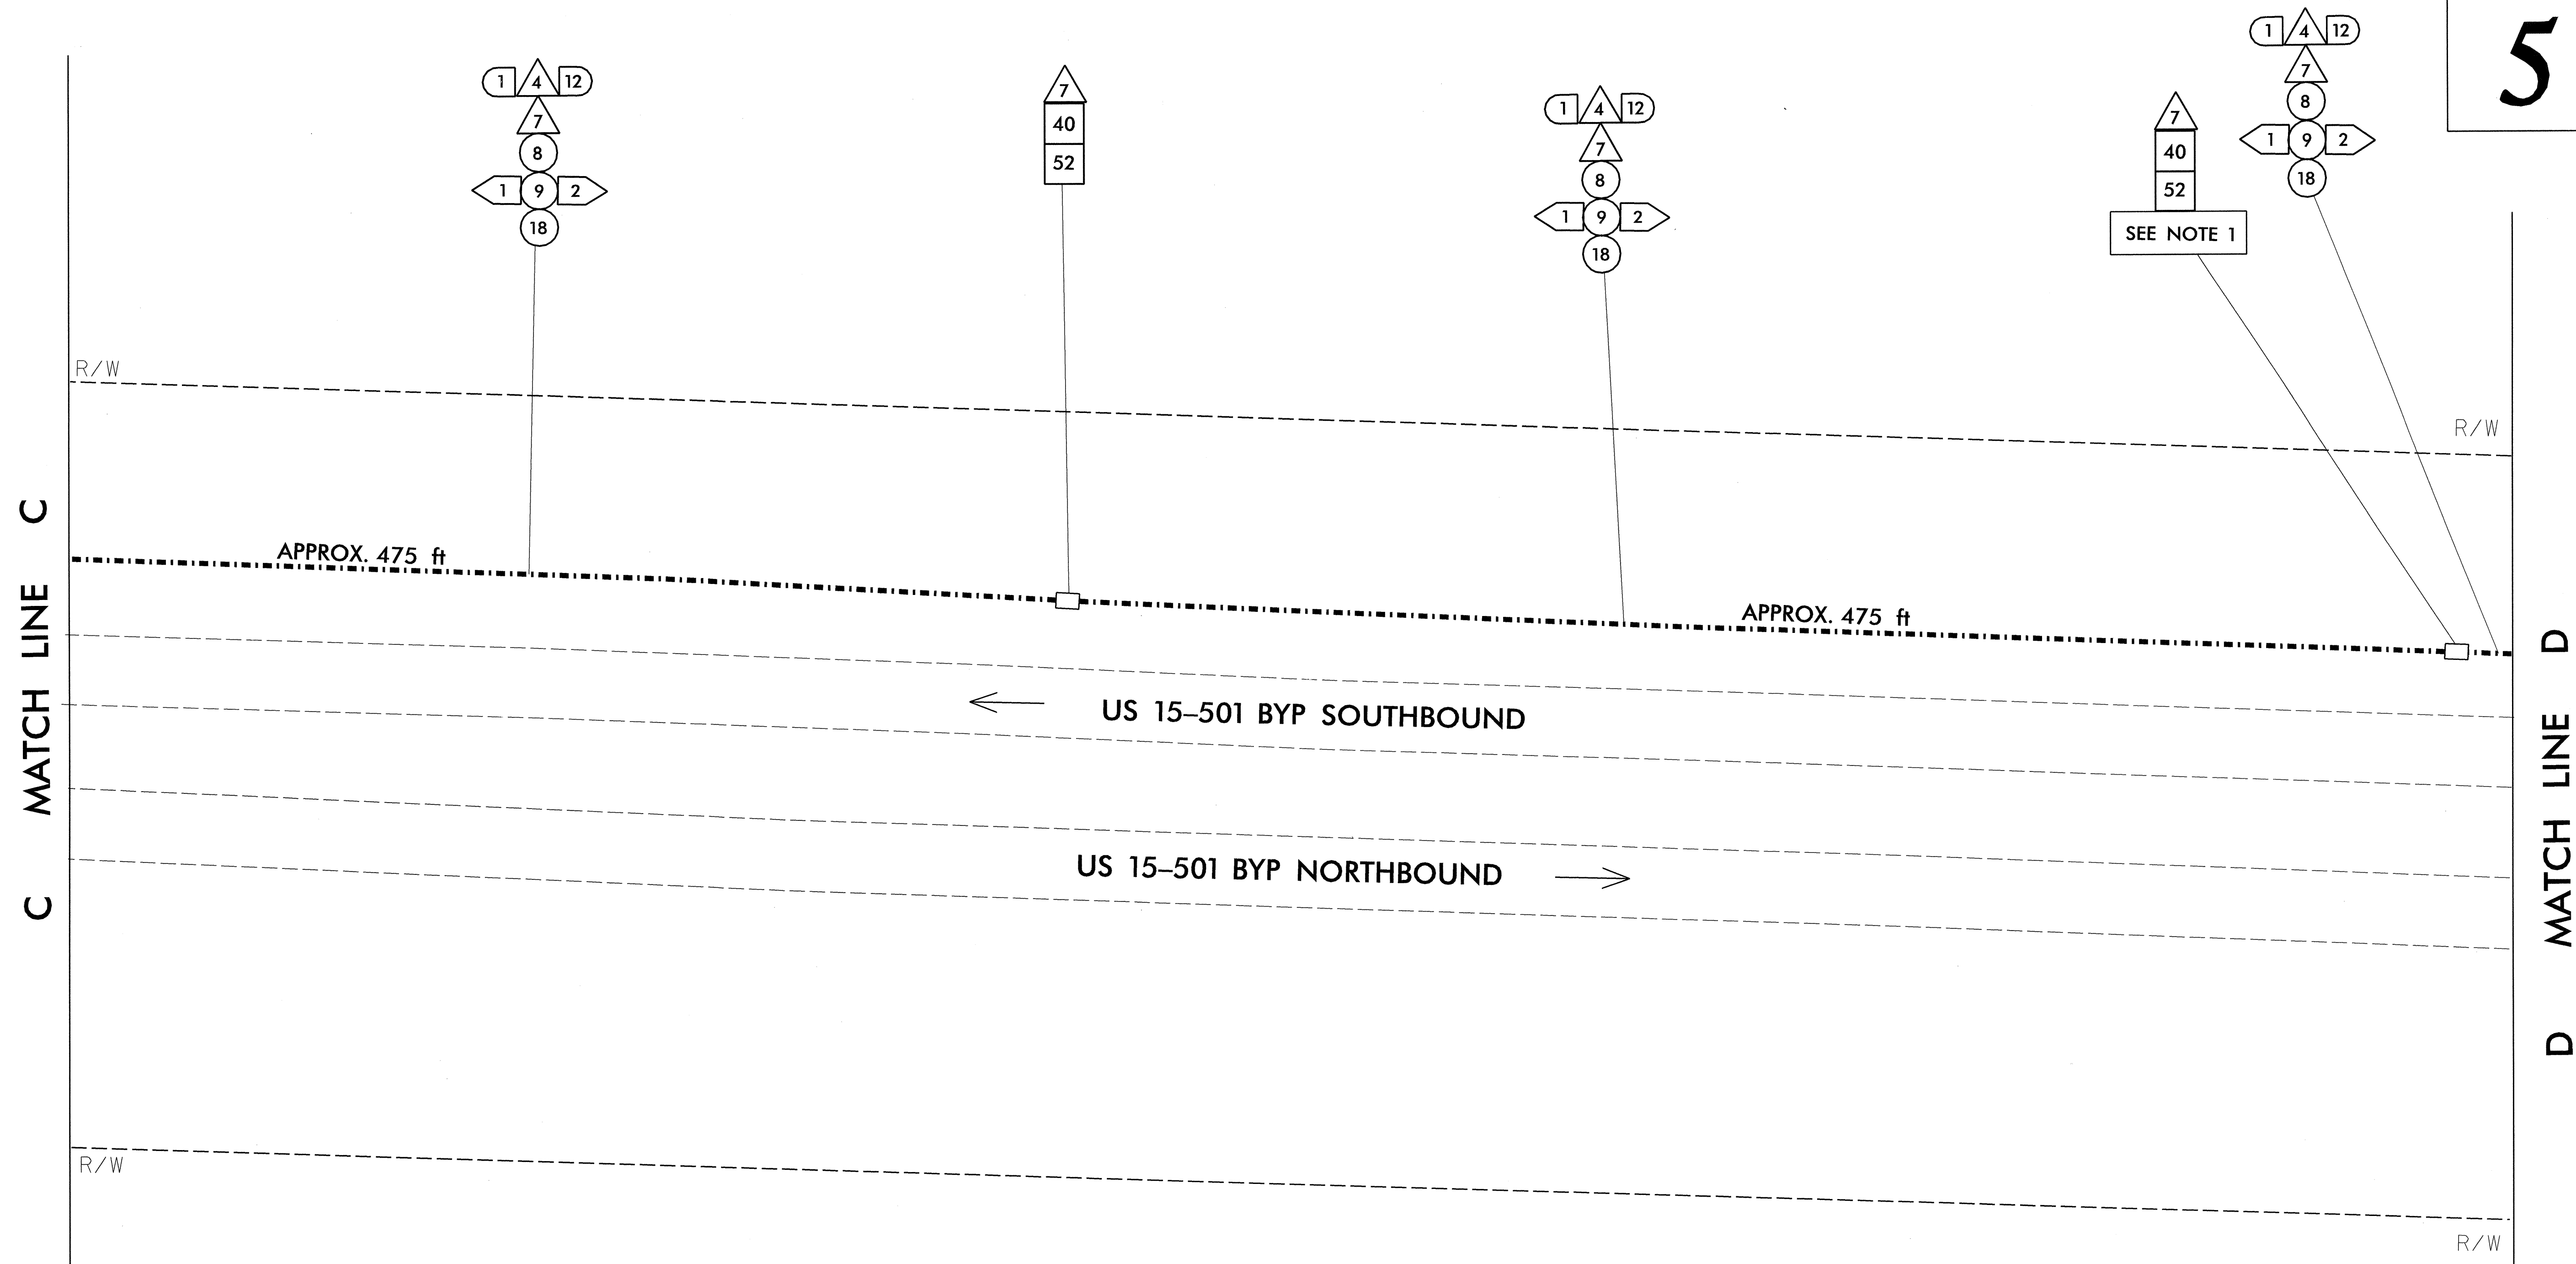 5
1 4 12
7
8
1 9 2
18
7
40
52
1 4 12
7
8
1 9 2
18
7
40
52
SEE NOTE 1
1 4 12
7
8
1 9 2
18
R/W
R/W
APPROX. 475 ft
APPROX. 475 ft
C MATCH LINE C
D MATCH LINE D
US 15–501 BYP SOUTHBOUND
US 15–501 BYP NORTHBOUND
R/W
R/W